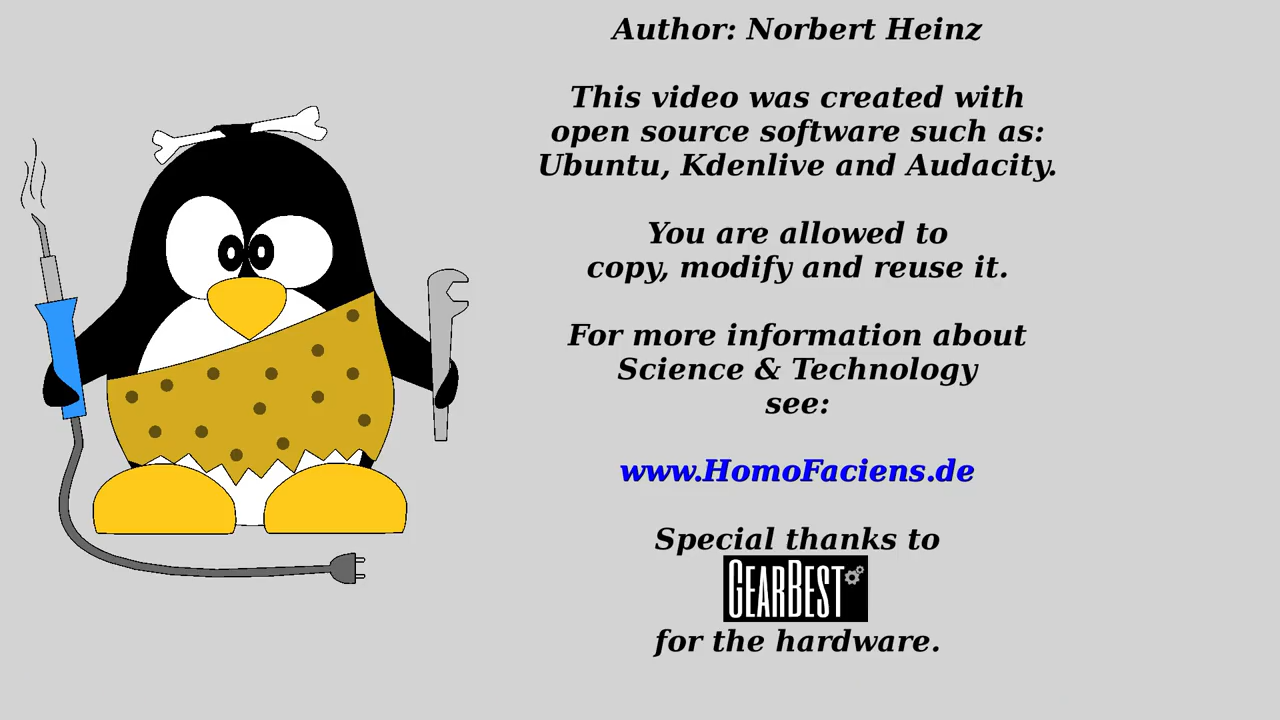 Author: Norbert Heinz
This video was created with
open source software such as:
Ubuntu, Kdenlive and Audacity.
You are allowed to
copy, modify and reuse it.
For more information about
Science & Technology
see:
www.HomoFaciens.de
Special thanks to
GEARBEST
for the hardware.